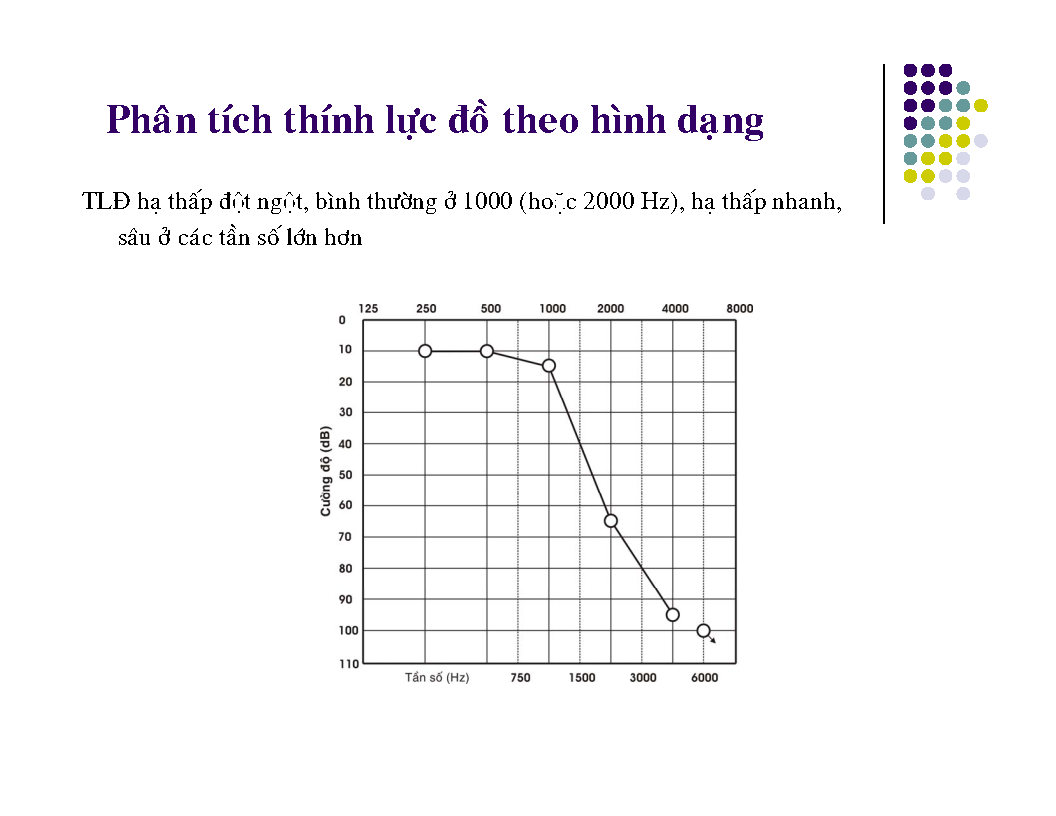 Phân tích thính lực đồ theo hình dạng
TLĐ hạ thấp đột ngột, bình thường ở 1000 (hoặc 2000 Hz), hạ thấp nhanh,
sâu ở các tần số lớn hơn
125 250 500 1000 2000 4000 8000
0
10
20
30
40
50
60
70
80
90
100
110
Cường độ (dB)
Tần số (Hz) 750 1500 3000 6000